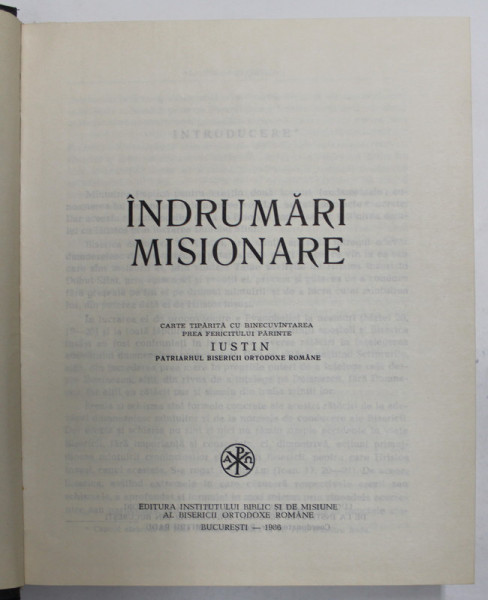 ÎNDRUMĂRI
MISIONARE
CARTE TIPĂRITĂ CU BINECUVÎNTAREA
PREA FERICITULUI PĂRINTE
IUSTIN
PATRIARHUL BISERICII ORTODOXE ROMÂNE
Α Ρ Ω
EDITURA INSTITUTULUI BIBLIC ȘI DE MISIUNE
AL BISERICII ORTODOXE ROMÂNE
BUCUREȘTI — 1986